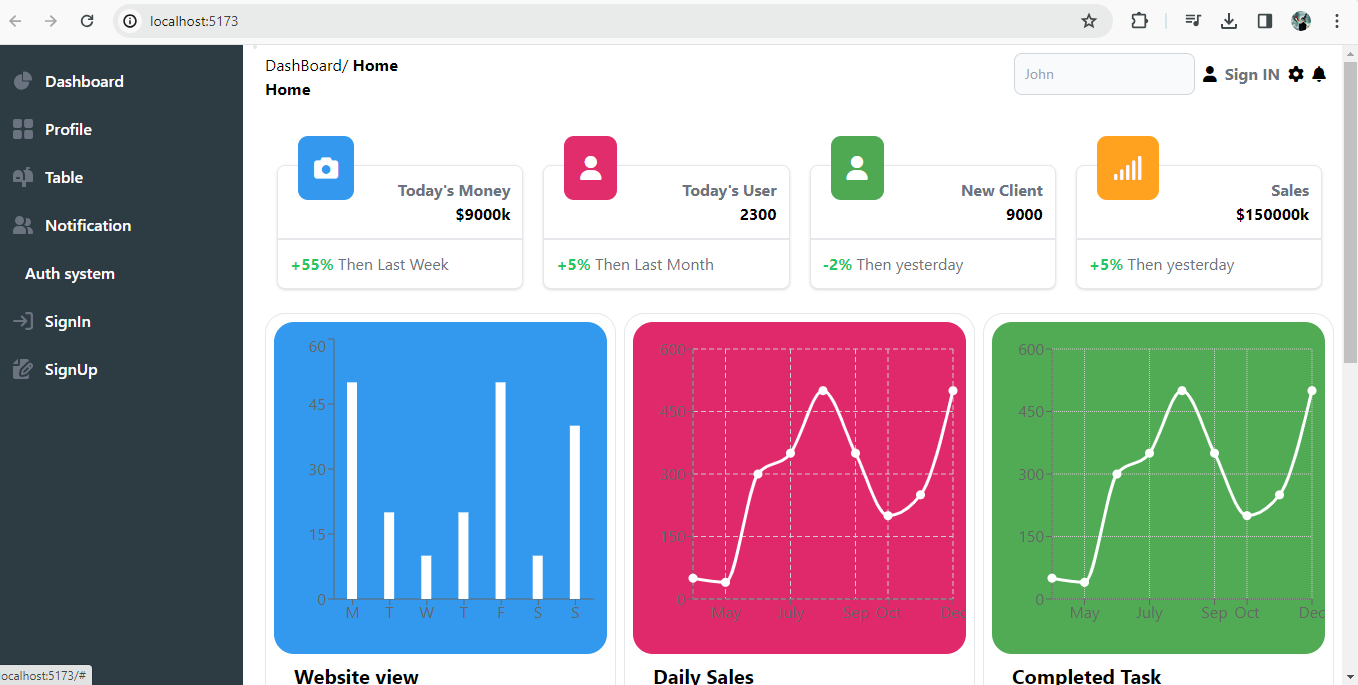 localhost:5173
Dashboard
Profile
Table
Notification
Auth system
SignIn
SignUp
DashBoard/ Home
Home
John
Sign IN
Today's Money
$9000k
+55% Then Last Week
Today's User
2300
+5% Then Last Month
New Client
9000
-2% Then yesterday
Sales
$150000k
+5% Then yesterday
60
45
30
15
0
M T W T F S S
Website view
600
450
300
150
0
May July Sep Oct Dec
Daily Sales
600
450
300
150
0
May July Sep Oct Dec
Completed Task
ocalhost:5173/#